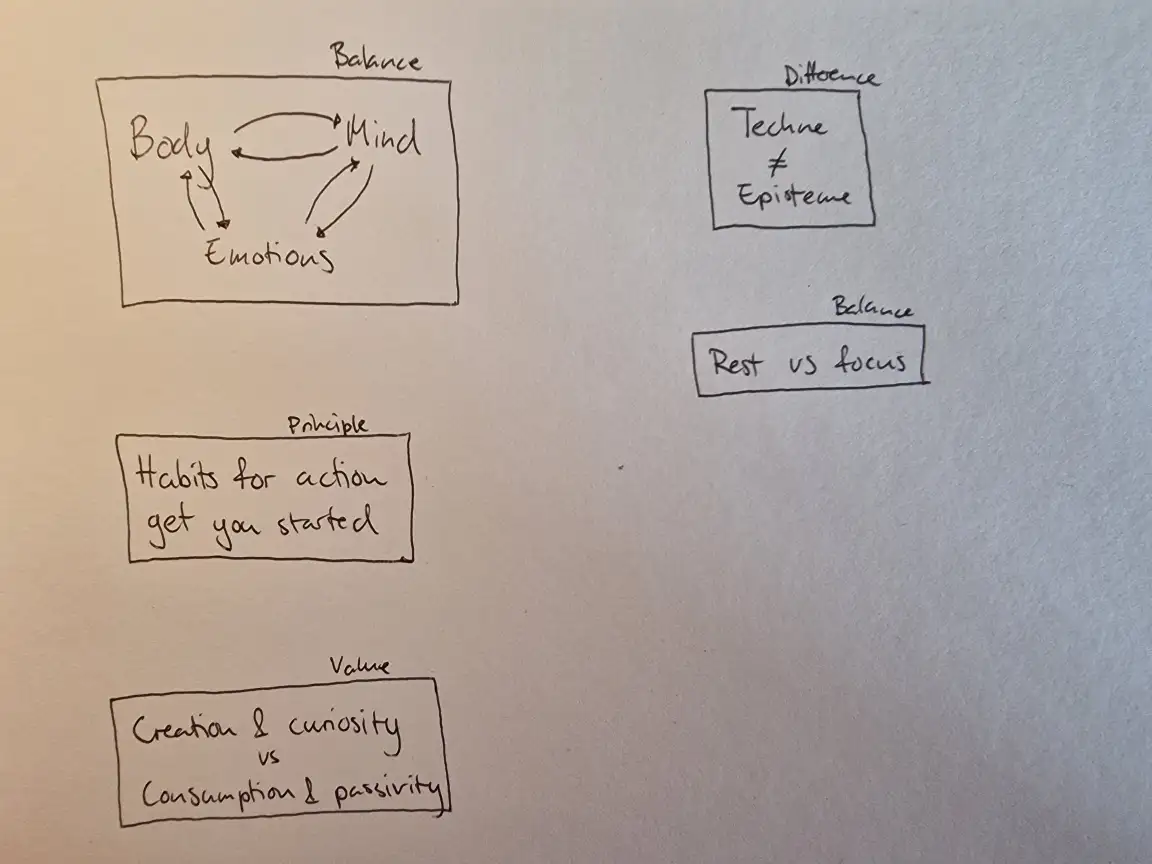 Balance
Body Mind
Emotions
Principle
Habits for action
get you started
Value
Creation & curiosity
vs
Consumption & passivity
Difference
Techne
≠
Episteme
Balance
Rest vs focus